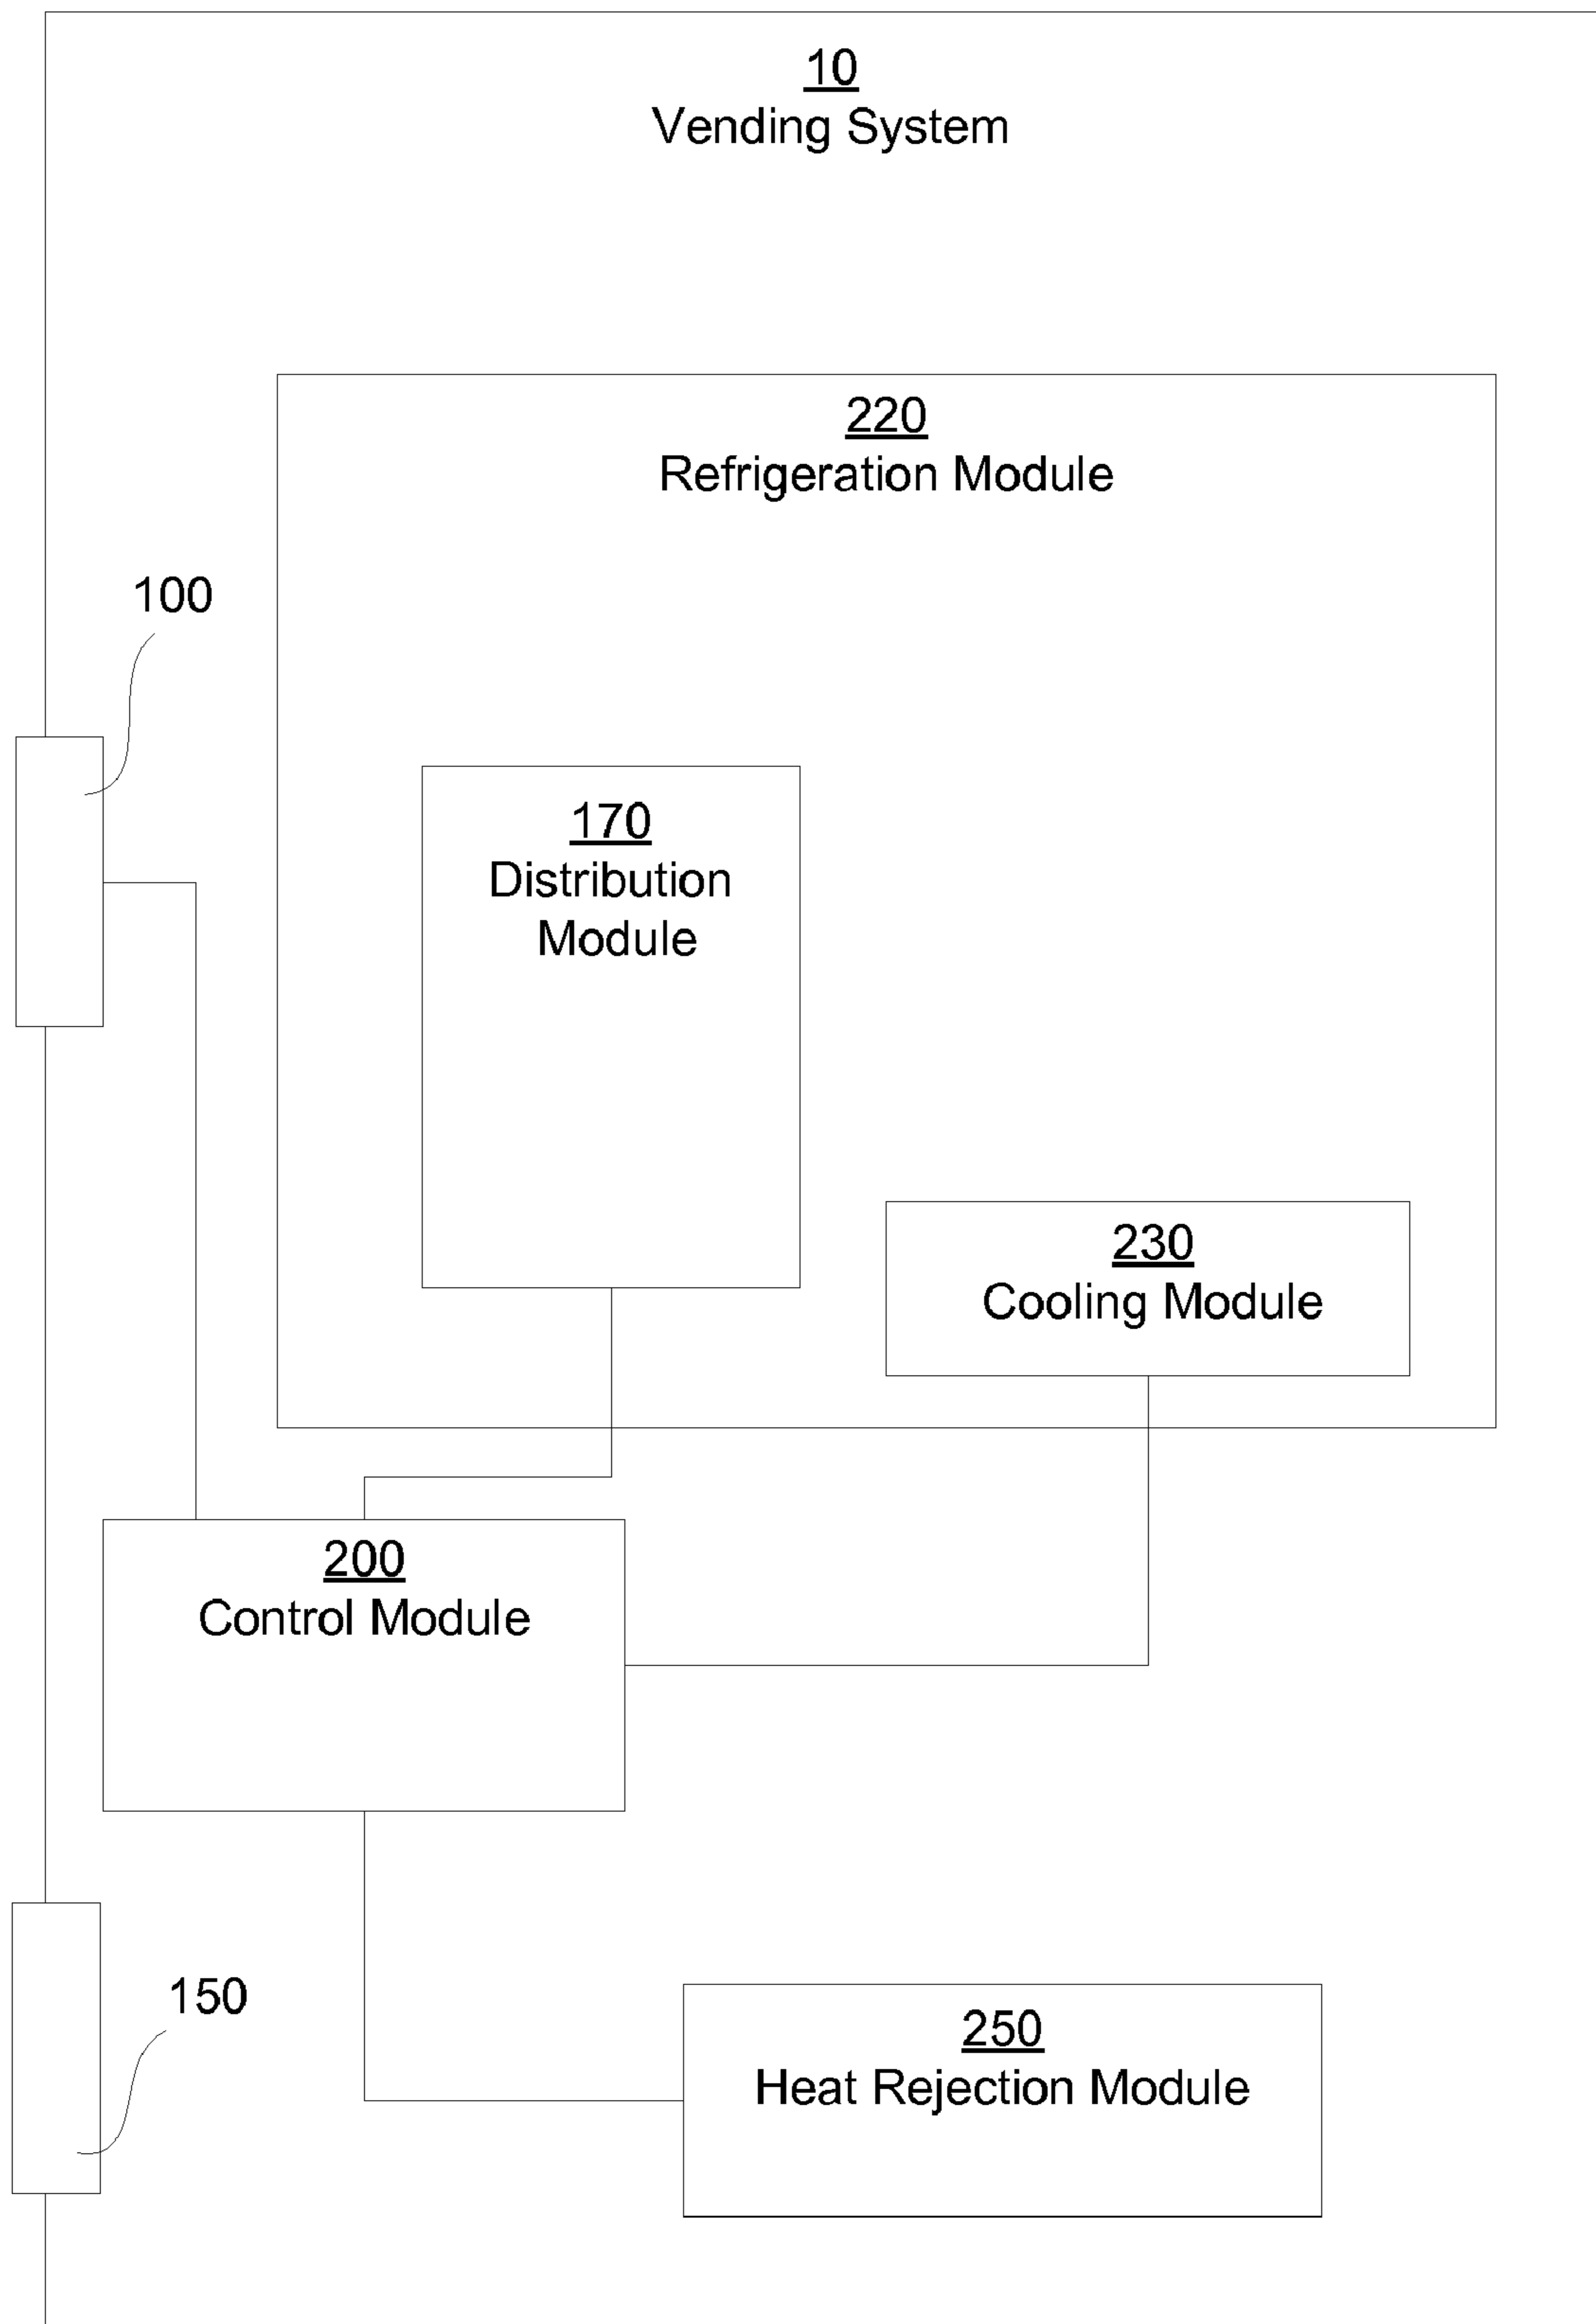 10
Vending System
220
Refrigeration Module
100
170
Distribution
Module
230
Cooling Module
200
Control Module
150
250
Heat Rejection Module